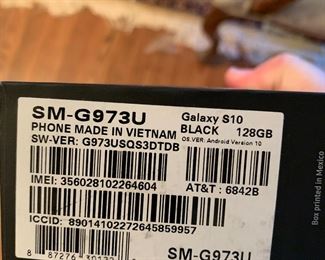 SM-G973U Galaxy S10
PHONE MADE IN VIETNAM BLACK 128GB
SW-VER: G973USQS3DTDB OS.VER: Android Version 10
IMEI: 356028102264604 AT&T : 6842B
ICCID: 89014102272645859957
SM-G973U
Box printed in Mexico